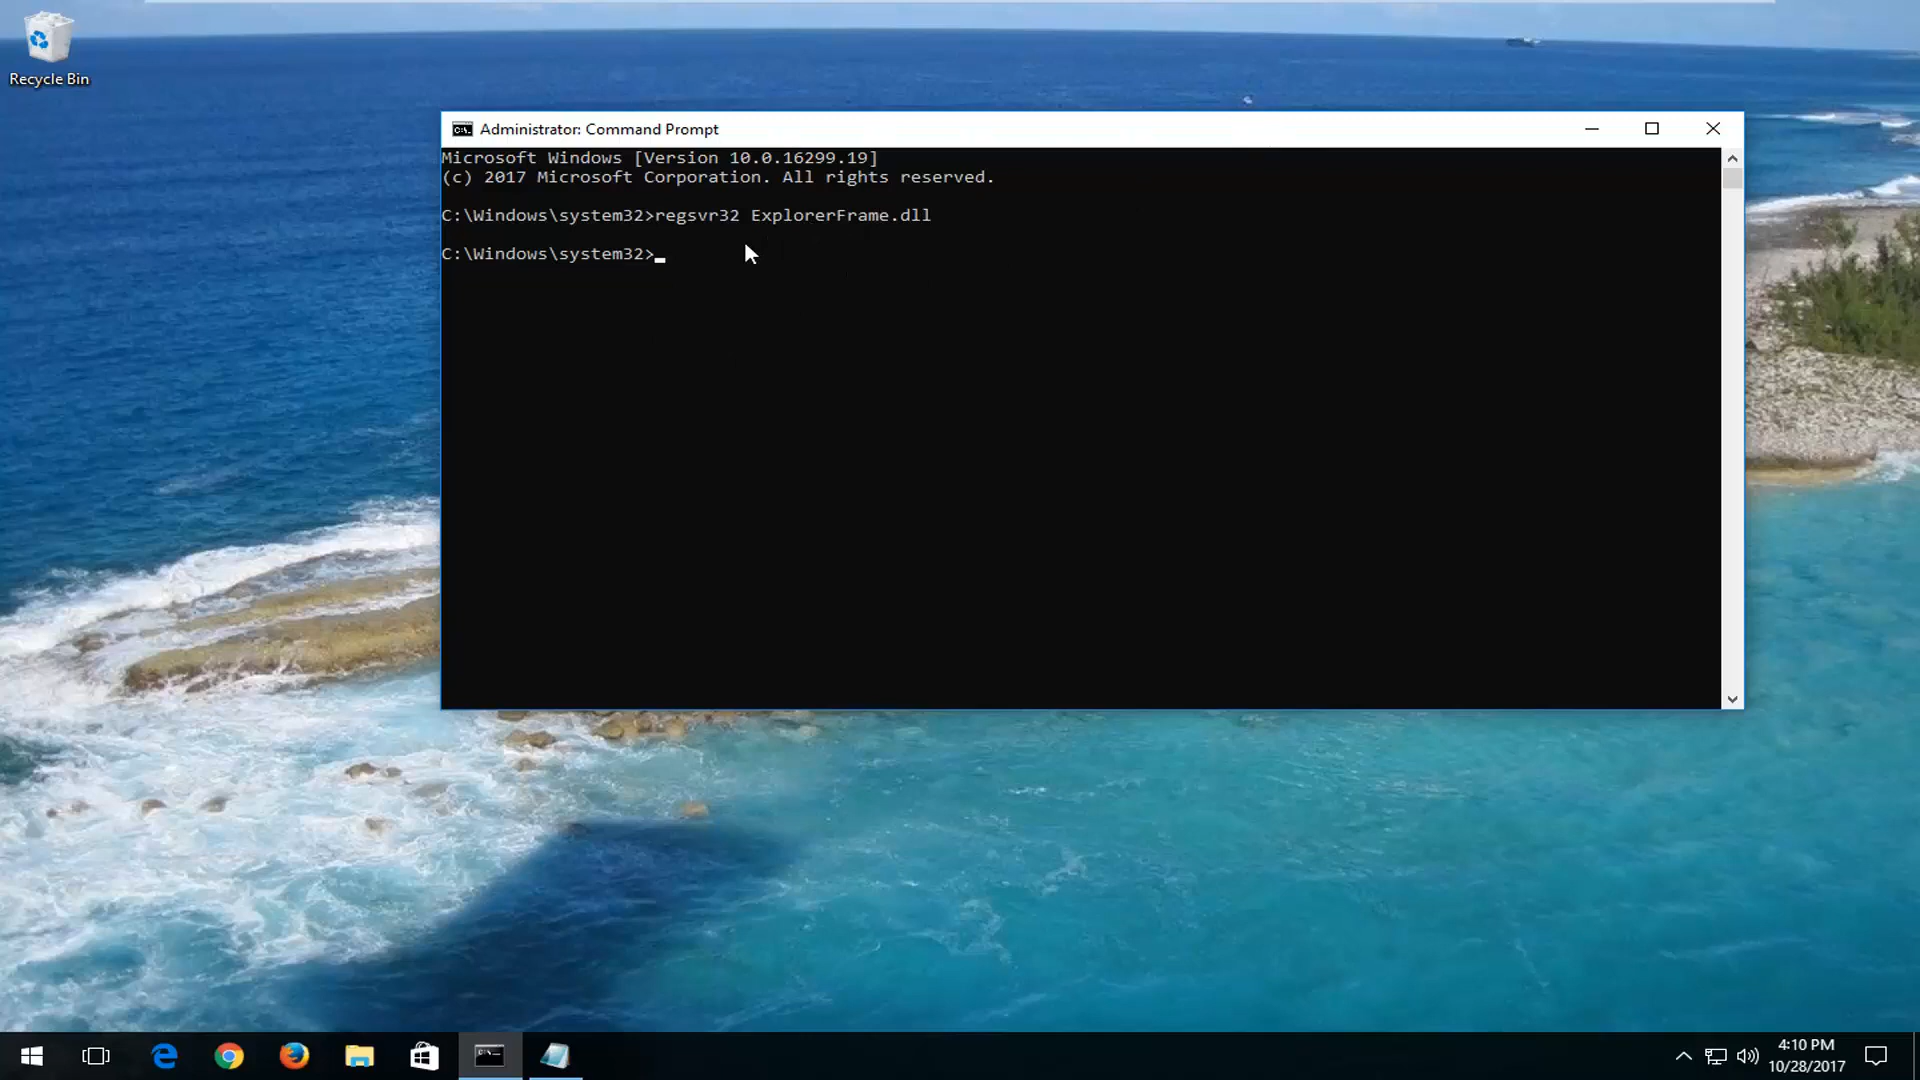 Recycle Bin
Administrator: Command Prompt
Microsoft Windows [Version 10.0.16299.19]
(c) 2017 Microsoft Corporation. All rights reserved.
C:\Windows\system32>regsvr32 ExplorerFrame.dll
C:\Windows\system32>
4:10 PM
10/28/2017